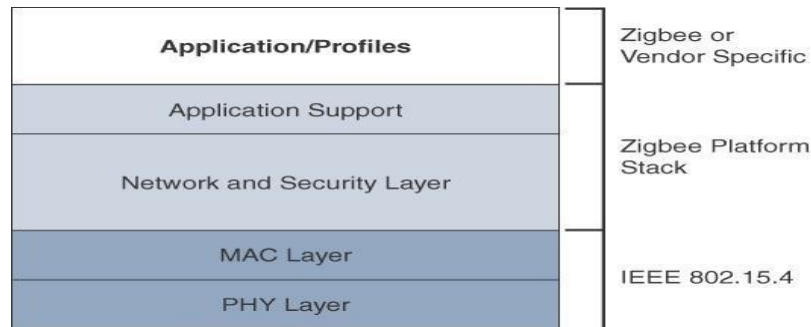 Application/Profiles
Zigbee or
Vendor Specific
Application Support
Network and Security Layer
Zigbee Platform
Stack
MAC Layer
PHY Layer
IEEE 802.15.4